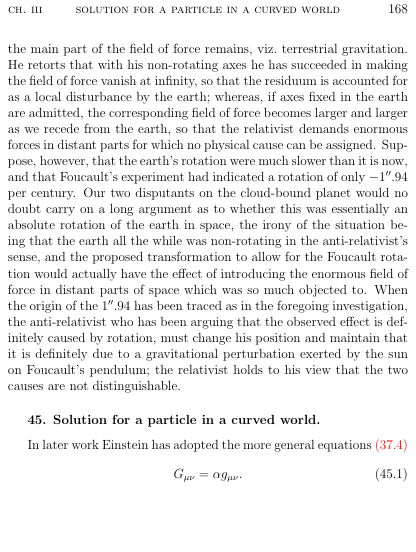 CH. III SOLUTION FOR A PARTICLE IN A CURVED WORLD 168
the main part of the field of force remains, viz. terrestrial gravitation.
He retorts that with his non-rotating axes he has succeeded in making
the field of force vanish at infinity, so that the residuum is accounted for
as a local disturbance by the earth; whereas, if axes fixed in the earth
are admitted, the corresponding field of force becomes larger and larger
as we recede from the earth, so that the relativist demands enormous
forces in distant parts for which no physical cause can be assigned. Sup-
pose, however, that the earth's rotation were much slower than it is now,
and that Foucault's experiment had indicated a rotation of only −1″.94
per century. Our two disputants on the cloud-bound planet would no
doubt carry on a long argument as to whether this was essentially an
absolute rotation of the earth in space, the irony of the situation be-
ing that the earth all the while was non-rotating in the anti-relativist's
sense, and the proposed transformation to allow for the Foucault rota-
tion would actually have the effect of introducing the enormous field of
force in distant parts of space which was so much objected to. When
the origin of the 1″.94 has been traced as in the foregoing investigation,
the anti-relativist who has been arguing that the observed effect is def-
initely caused by rotation, must change his position and maintain that
it is definitely due to a gravitational perturbation exerted by the sun
on Foucault's pendulum; the relativist holds to his view that the two
causes are not distinguishable.
45. Solution for a particle in a curved world.
In later work Einstein has adopted the more general equations (37.4)
Gμν = αgμν. (45.1)